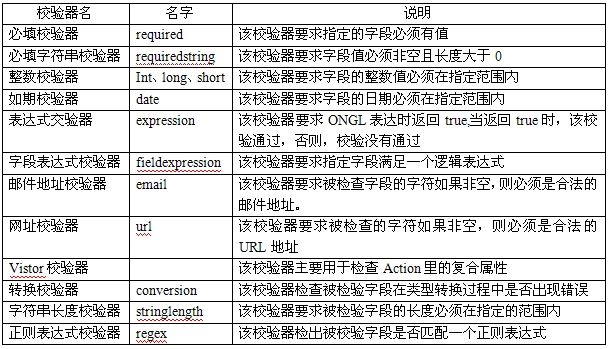 校验器名 名字 说明
必填校验器 required 该校验器要求指定的字段必须有值
必填字符串校验器 requiredstring 该校验器要求字段值必须非空且长度大于 0
整数校验器 Int、long、short 该校验器要求字段的整数值必须在指定范围内
如期校验器 date 该校验器要求字段的日期必须在指定范围内
表达式交验器 expression 该校验器要求 ONGL 表达时返回 true,当返回 true 时，该校
验通过，否则，校验没有通过
字段表达式校验器 fieldexpression 该校验器要求指定字段满足一个逻辑表达式
邮件地址校验器 email 该校验器要求被检查字段的字符如果非空，则必须是合法的
邮件地址。
网址校验器 url 该校验器要求被检查的字符如果非空，则必须是合法的
URL 地址
Vistor 校验器 该校验器主要用于检查 Action 里的复合属性
转换校验器 conversion 该校验器检查被检验字段在类型转换过程中是否出现错误
字符串长度校验器 stringlength 该校验器要求被校验字段的长度必须在指定的范围内
正则表达式校验器 regex 该校验器检出被校验字段是否匹配一个正则表达式